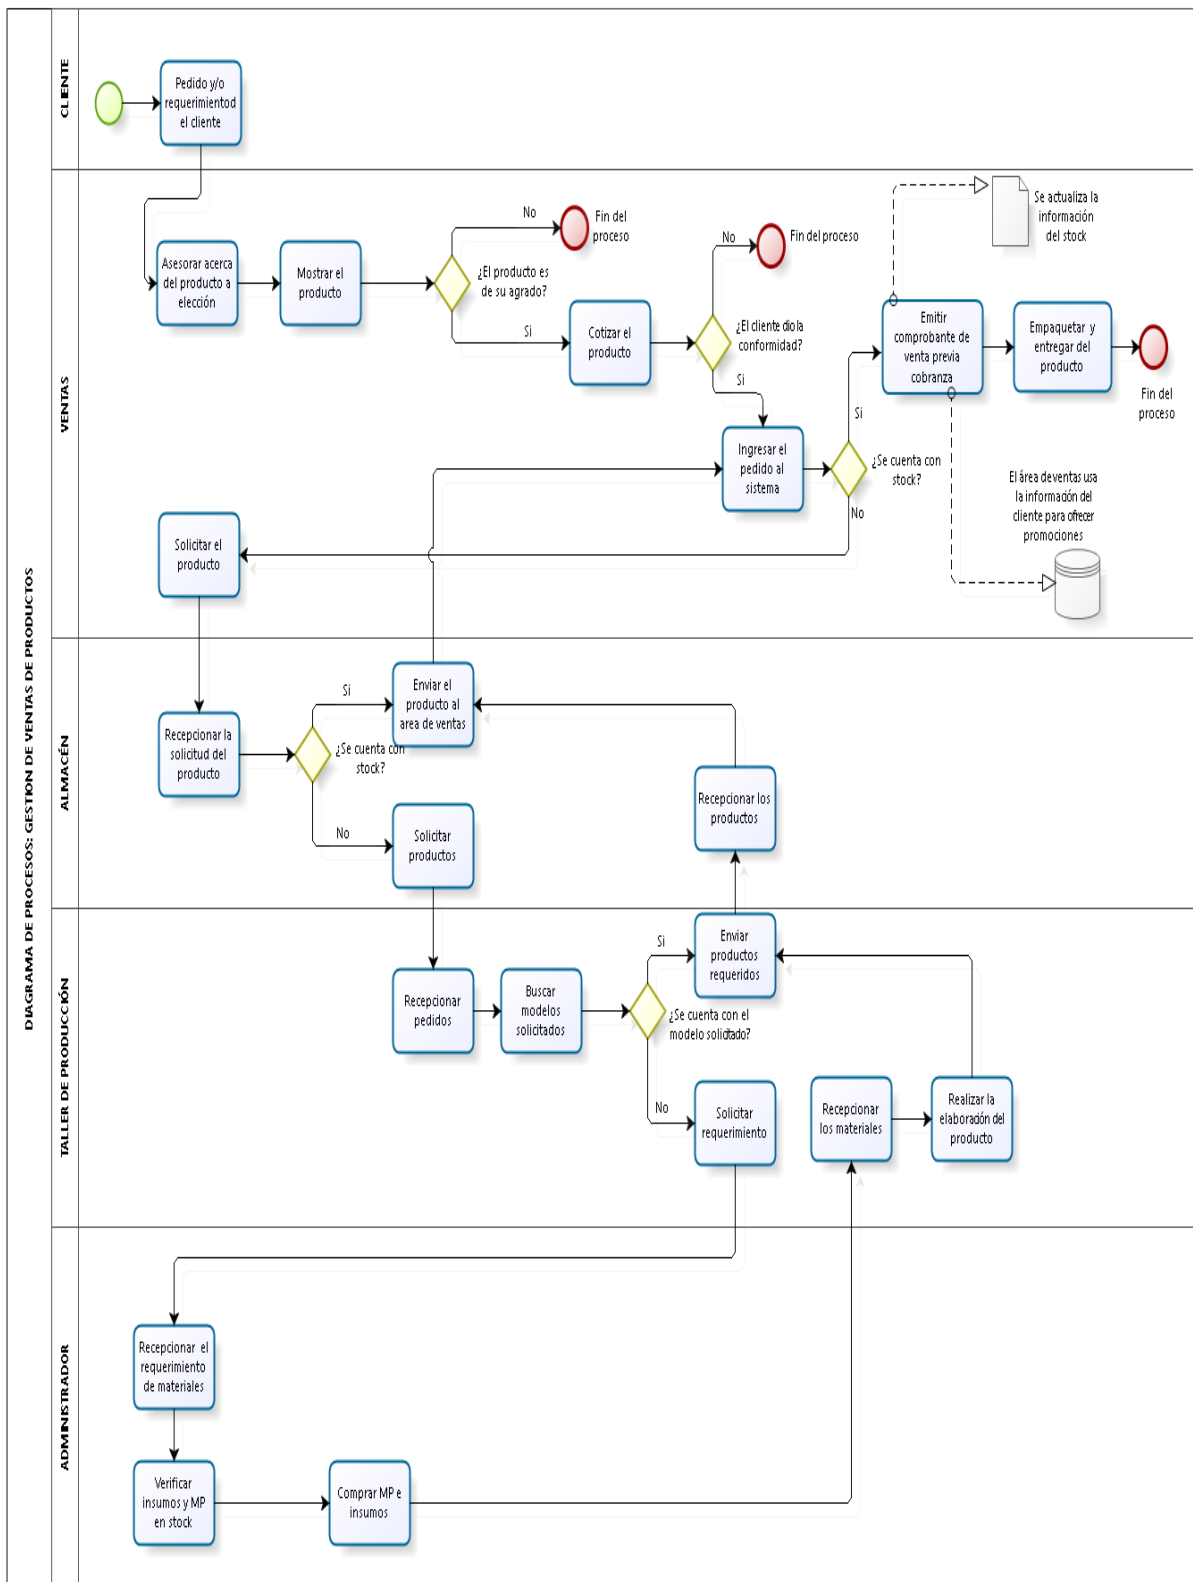 DIAGRAMA DE PROCESOS: GESTION DE VENTAS DE PRODUCTOS
CLIENTE
Pedido y/o
requerimientod
el cliente
VENTAS
Asesorar acerca
del producto a
elección
Mostrar el
producto
¿El producto es
de su agrado?
No
Fin del
proceso
Si
Cotizar el
producto
¿El cliente dio la
conformidad?
No
Fin del proceso
Si
Ingresar el
pedido al
sistema
¿Se cuenta con
stock?
Si
No
Emitir
comprobante de
venta previa
cobranza
Se actualiza la
información
del stock
Empaquetar y
entregar del
producto
Fin del
proceso
El área de ventas usa
la información del
cliente para ofrecer
promociones
Solicitar el
producto
ALMACÉN
Recepcionar la
solicitud del
producto
¿Se cuenta con
stock?
Si
Enviar el
producto al
area de ventas
No
Solicitar
productos
Recepcionar los
productos
TALLER DE PRODUCCIÓN
Recepcionar
pedidos
Buscar
modelos
solicitados
¿Se cuenta con el
modelo solicitado?
Si
Enviar
productos
requeridos
No
Solicitar
requerimiento
Recepcionar
los materiales
Realizar la
elaboración del
producto
ADMINISTRADOR
Recepcionar el
requerimiento
de materiales
Verificar
insumos y MP
en stock
Comprar MP e
insumos